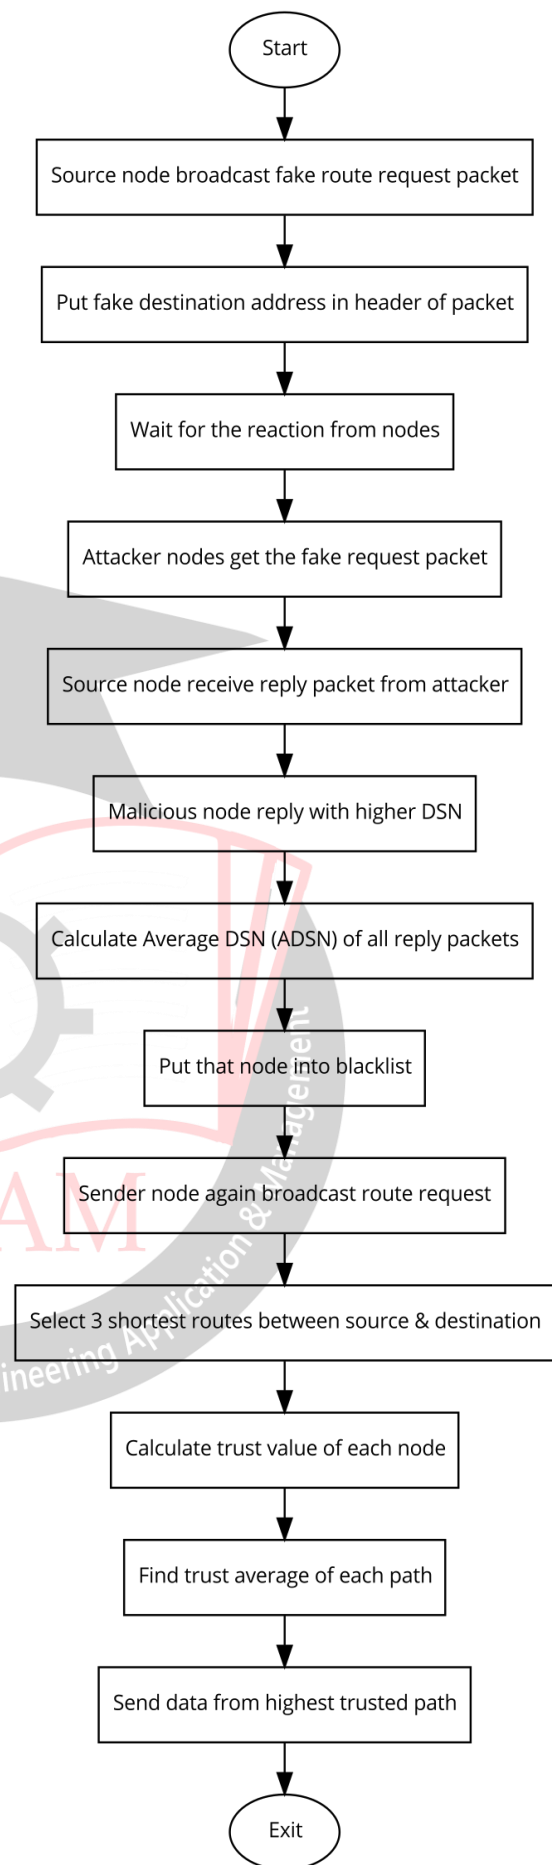 Start
Source node broadcast fake route request packet
Put fake destination address in header of packet
Wait for the reaction from nodes
Attacker nodes get the fake request packet
Source node receive reply packet from attacker
Malicious node reply with higher DSN
Calculate Average DSN (ADSN) of all reply packets
Put that node into blacklist
Sender node again broadcast route request
Select 3 shortest routes between source & destination
Calculate trust value of each node
Find trust average of each path
Send data from highest trusted path
Exit
AM
ineering Application & Management